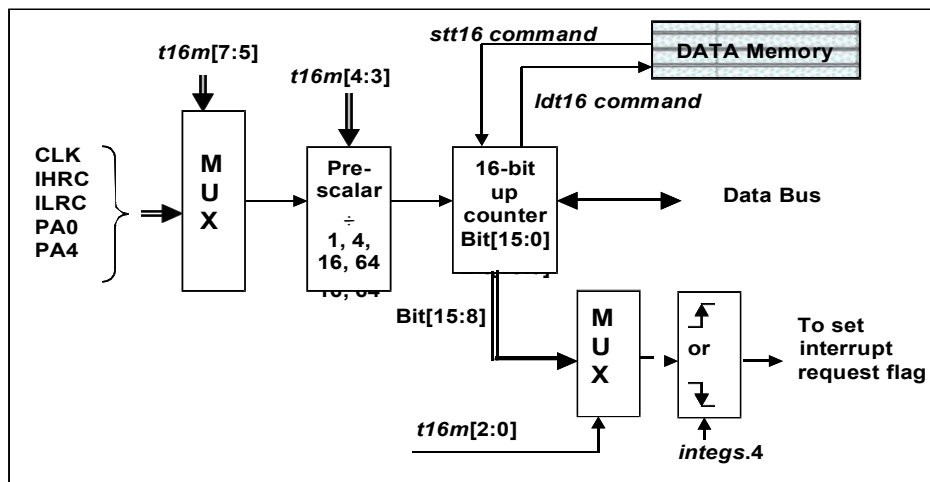 stt16 command
DATA Memory
t16m[7:5]
t16m[4:3]
ldt16 command
CLK
IHRC
ILRC
PA0
PA4
M
U
X
Pre-
scalar
÷
1, 4,
16, 64
16-bit
up
counter
Bit[15:0]
Data Bus
Bit[15:8]
M
U
X
or
To set
interrupt
request flag
t16m[2:0]
integs.4